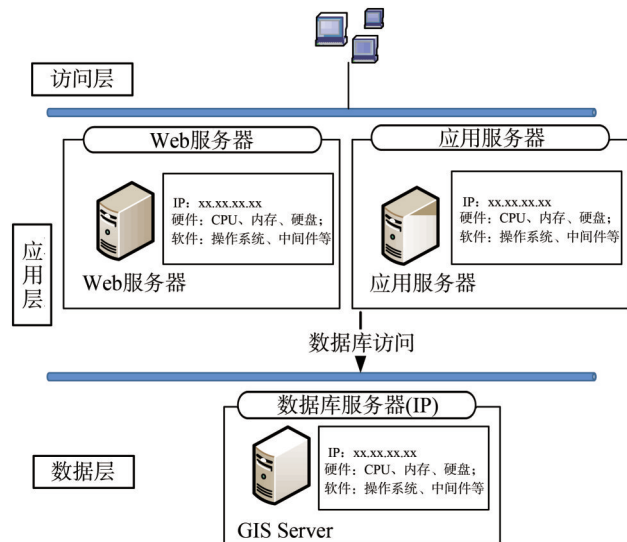 访问层
Web服务器
应用服务器
IP：xx.xx.xx.xx
硬件：CPU、内存、硬盘；
软件：操作系统、中间件等
Web服务器
IP：xx.xx.xx.xx
硬件：CPU、内存、硬盘；
软件：操作系统、中间件等
应用服务器
应用层
数据库访问
数据库服务器(IP)
数据层
IP：xx.xx.xx.xx
硬件：CPU、内存、硬盘；
软件：操作系统、中间件等
GIS Server